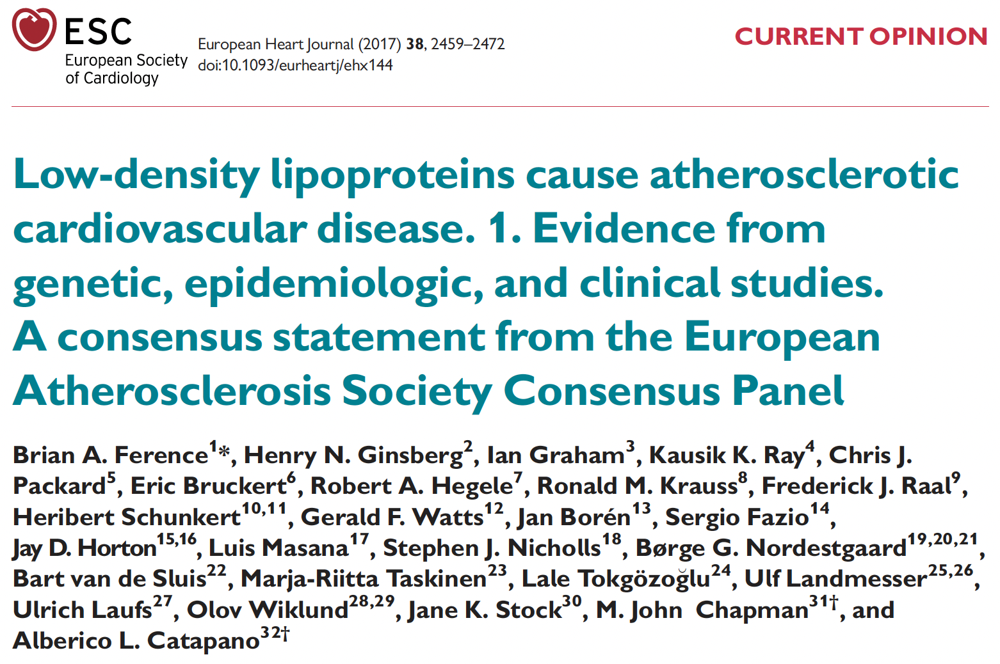 ESC
European Society
of Cardiology
European Heart Journal (2017) 38, 2459–2472
doi:10.1093/eurheartj/ehx144
CURRENT OPINION
Low-density lipoproteins cause atherosclerotic
cardiovascular disease. 1. Evidence from
genetic, epidemiologic, and clinical studies.
A consensus statement from the European
Atherosclerosis Society Consensus Panel
Brian A. Ference1*, Henry N. Ginsberg2, Ian Graham3, Kausik K. Ray4, Chris J.
Packard5, Eric Bruckert6, Robert A. Hegele7, Ronald M. Krauss8, Frederick J. Raal9,
Heribert Schunkert10,11, Gerald F. Watts12, Jan Borén13, Sergio Fazio14,
Jay D. Horton15,16, Luis Masana17, Stephen J. Nicholls18, Børge G. Nordestgaard19,20,21,
Bart van de Sluis22, Marja-Riitta Taskinen23, Lale Tokgözoğlu24, Ulf Landmesser25,26,
Ulrich Laufs27, Olov Wiklund28,29, Jane K. Stock30, M. John Chapman31†, and
Alberico L. Catapano32†